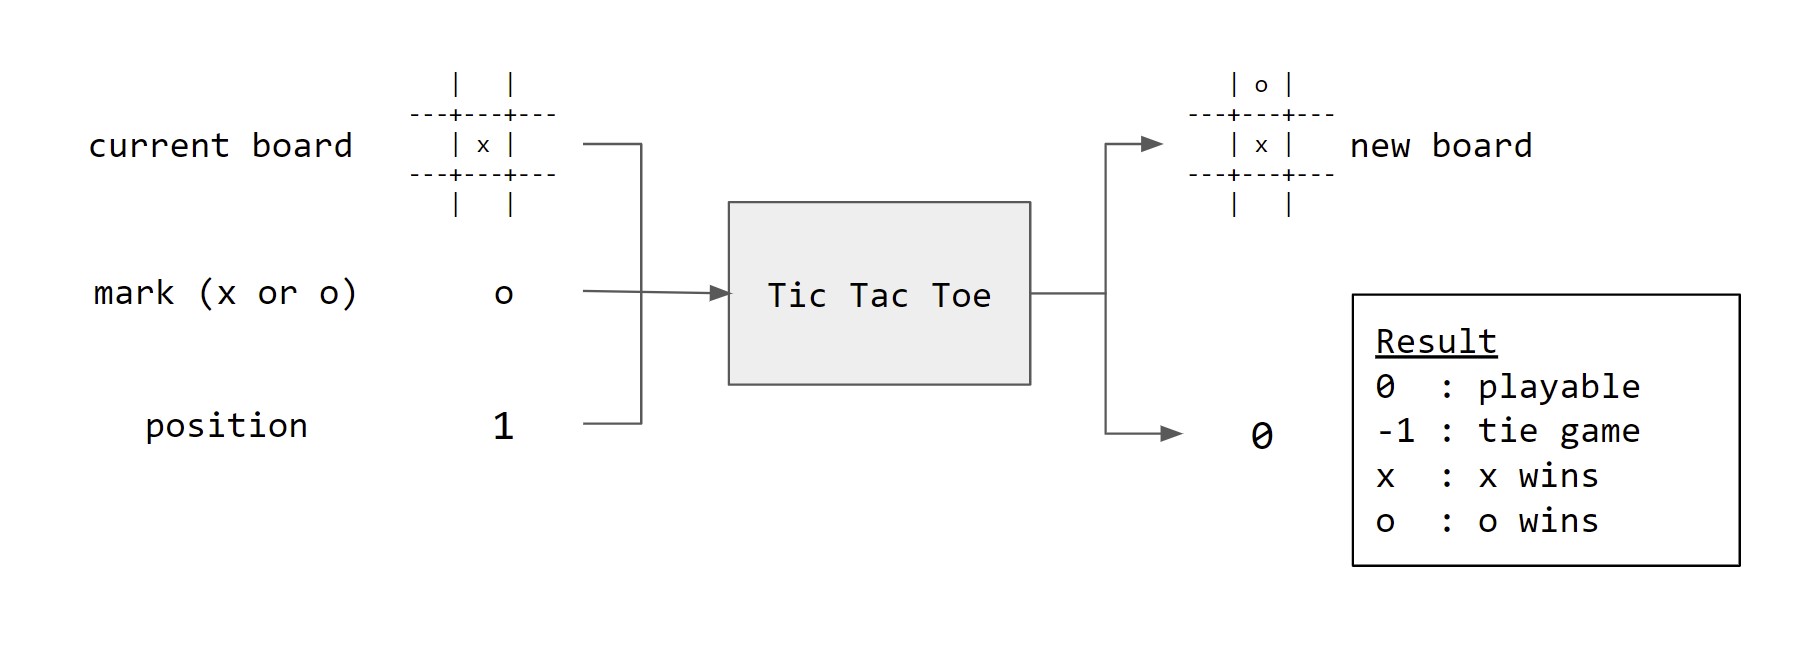 current board
   |   |
---+---+---
   | x |
---+---+---
   |   |
mark (x or o)
o
position
1
Tic Tac Toe
   | o |
---+---+---
   | x |
---+---+---
   |   |
new board
0
Result
0  : playable
-1 : tie game
x  : x wins
o  : o wins